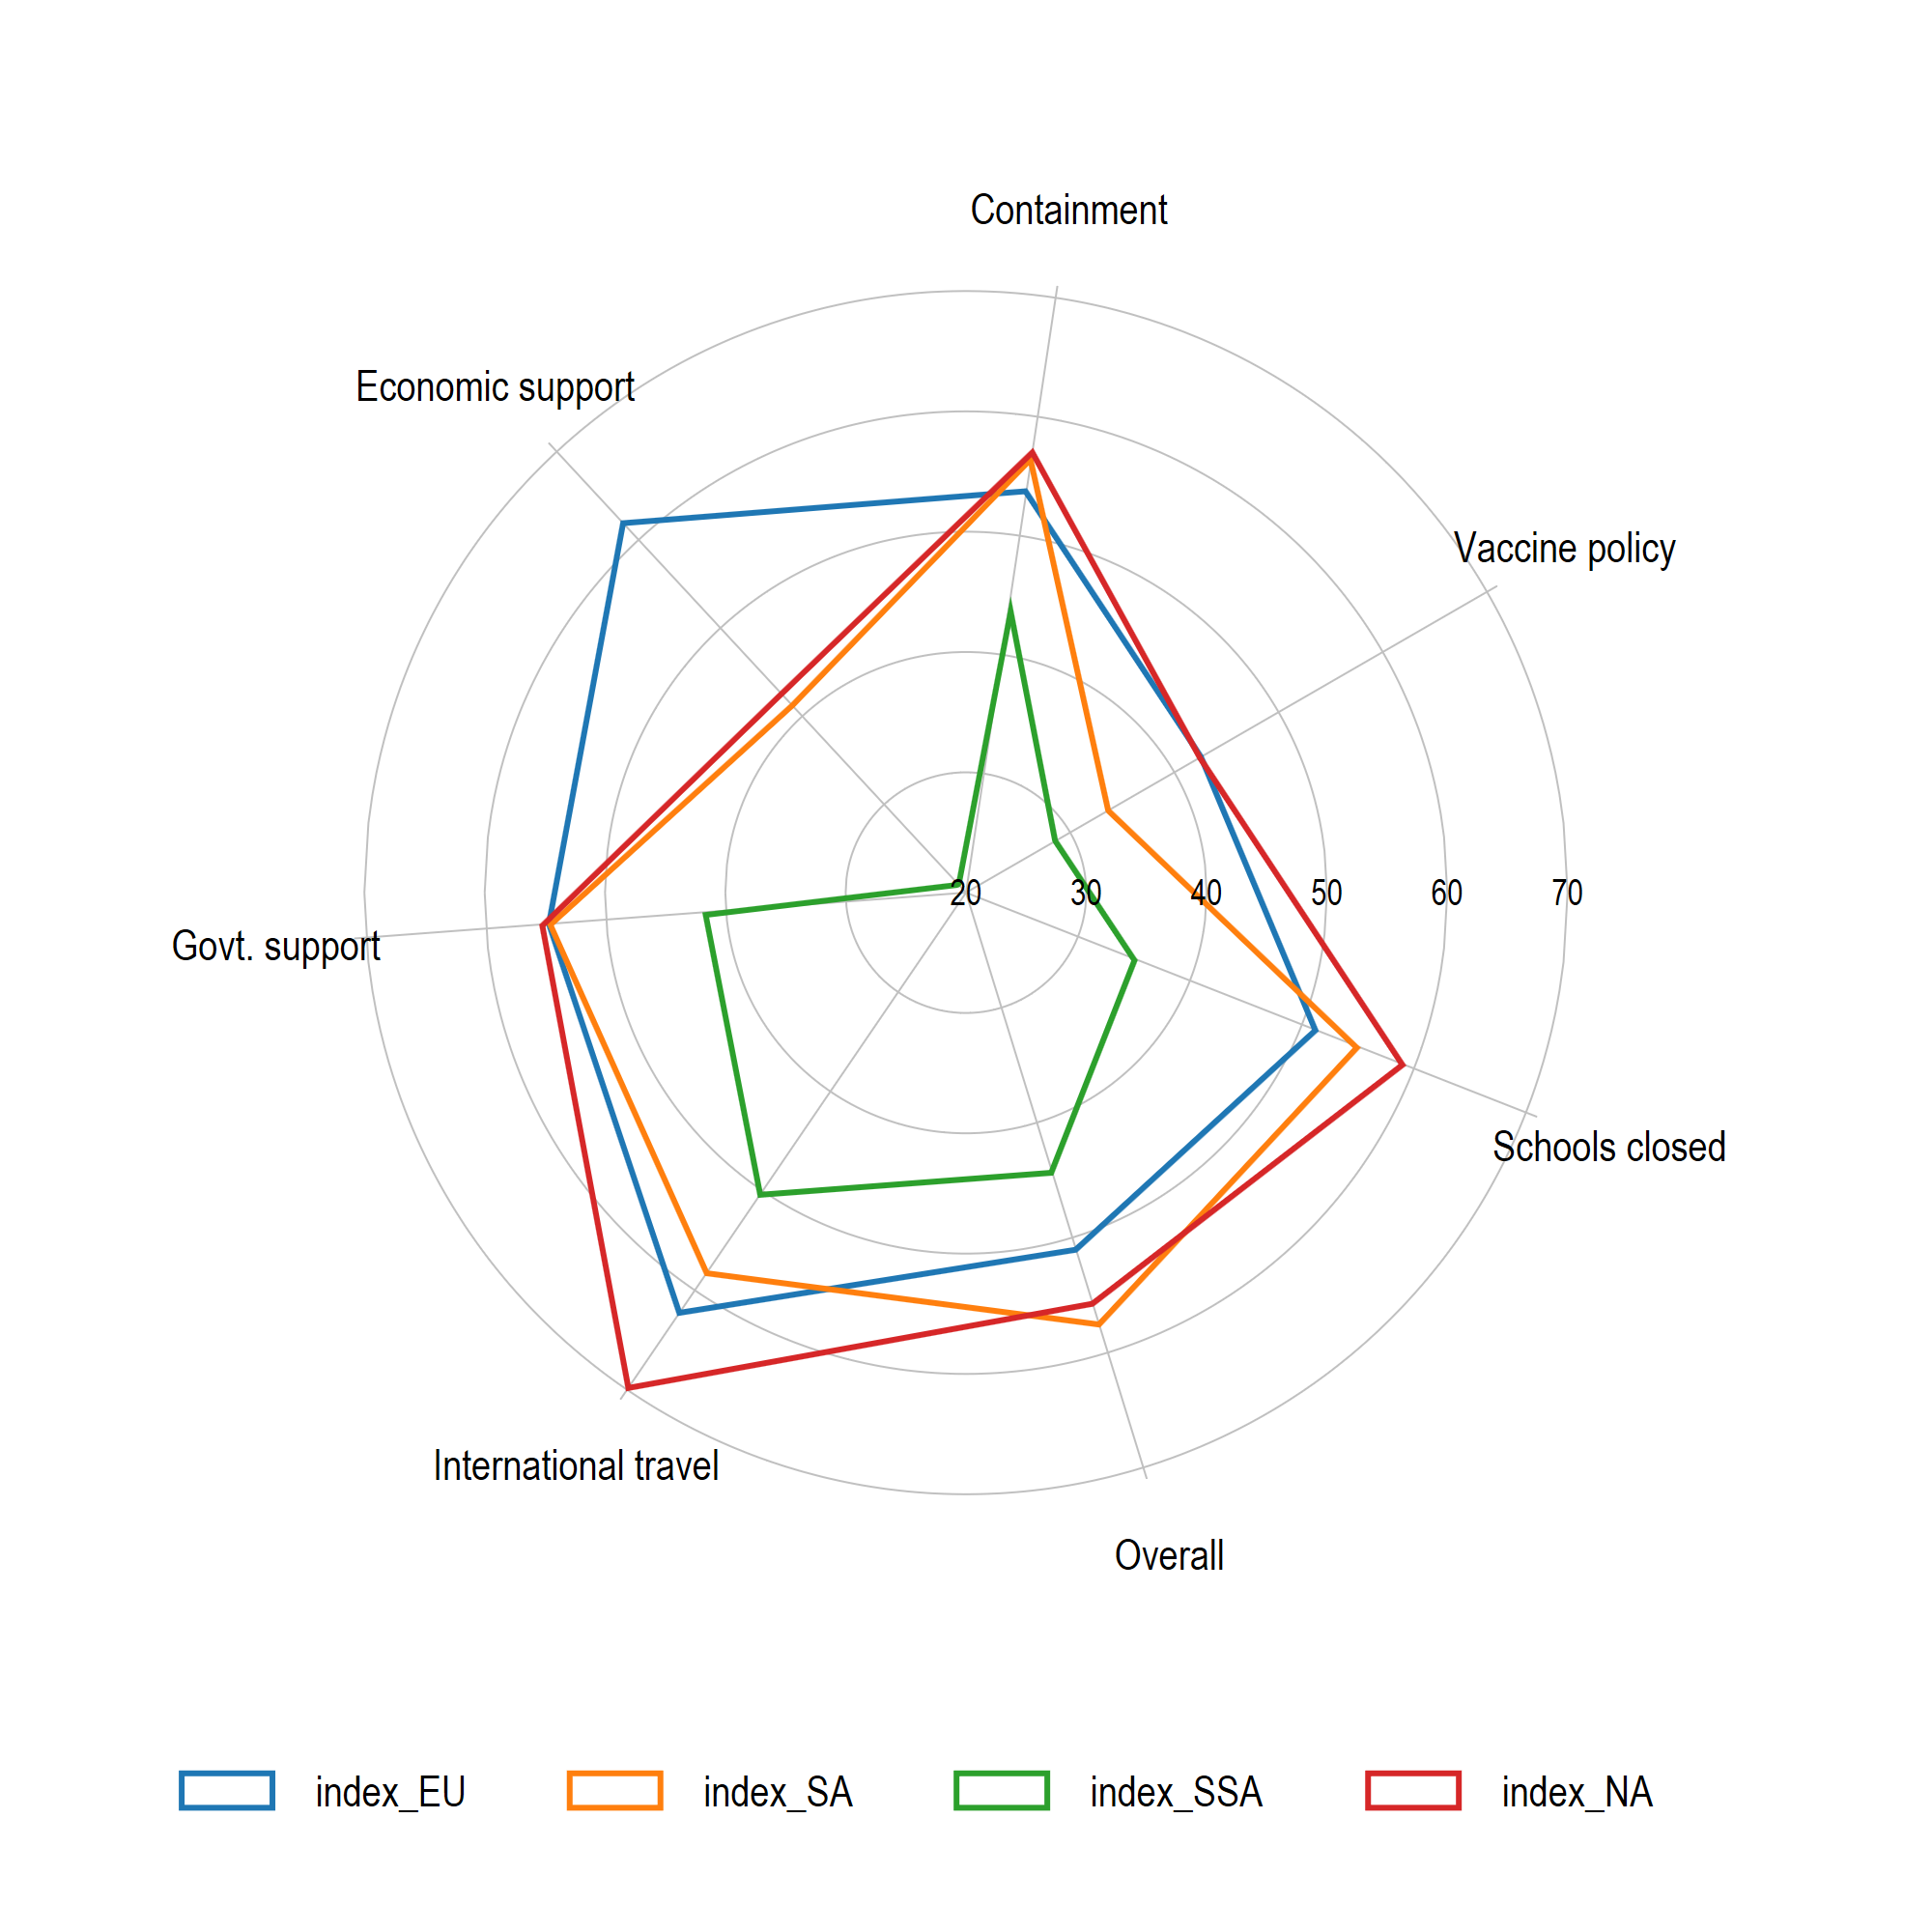 Containment
Economic support
Vaccine policy
20 30 40 50 60 70
Govt. support
Schools closed
International travel
Overall
index_EU index_SA index_SSA index_NA